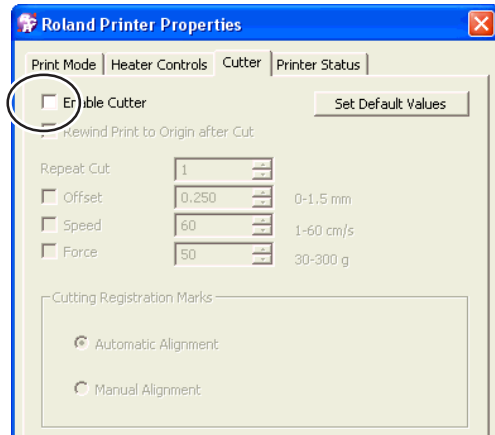 Roland Printer Properties
Print Mode Heater Controls Cutter Printer Status
Enable Cutter Set Default Values
Rewind Print to Origin after Cut
Repeat Cut 1
Offset 0.250 0-1.5 mm
Speed 60 1-60 cm/s
Force 50 30-300 g
Cutting Registration Marks
Automatic Alignment
Manual Alignment